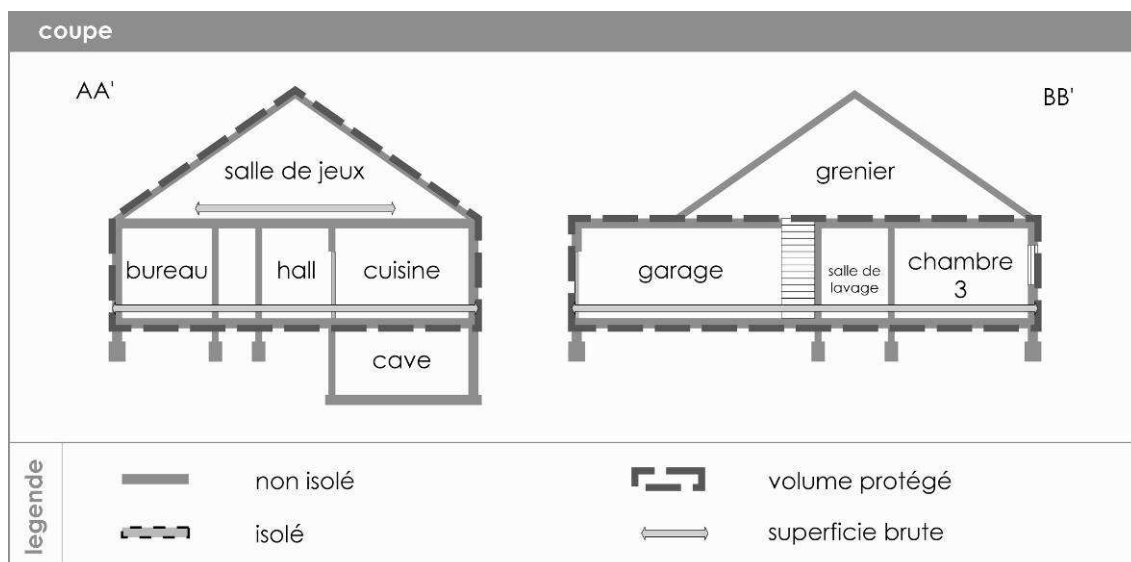 coupe
AA'
BB'
salle de jeux
grenier
bureau
hall
cuisine
garage
salle de
lavage
chambre
3
cave
legende
non isolé
volume protégé
isolé
superficie brute